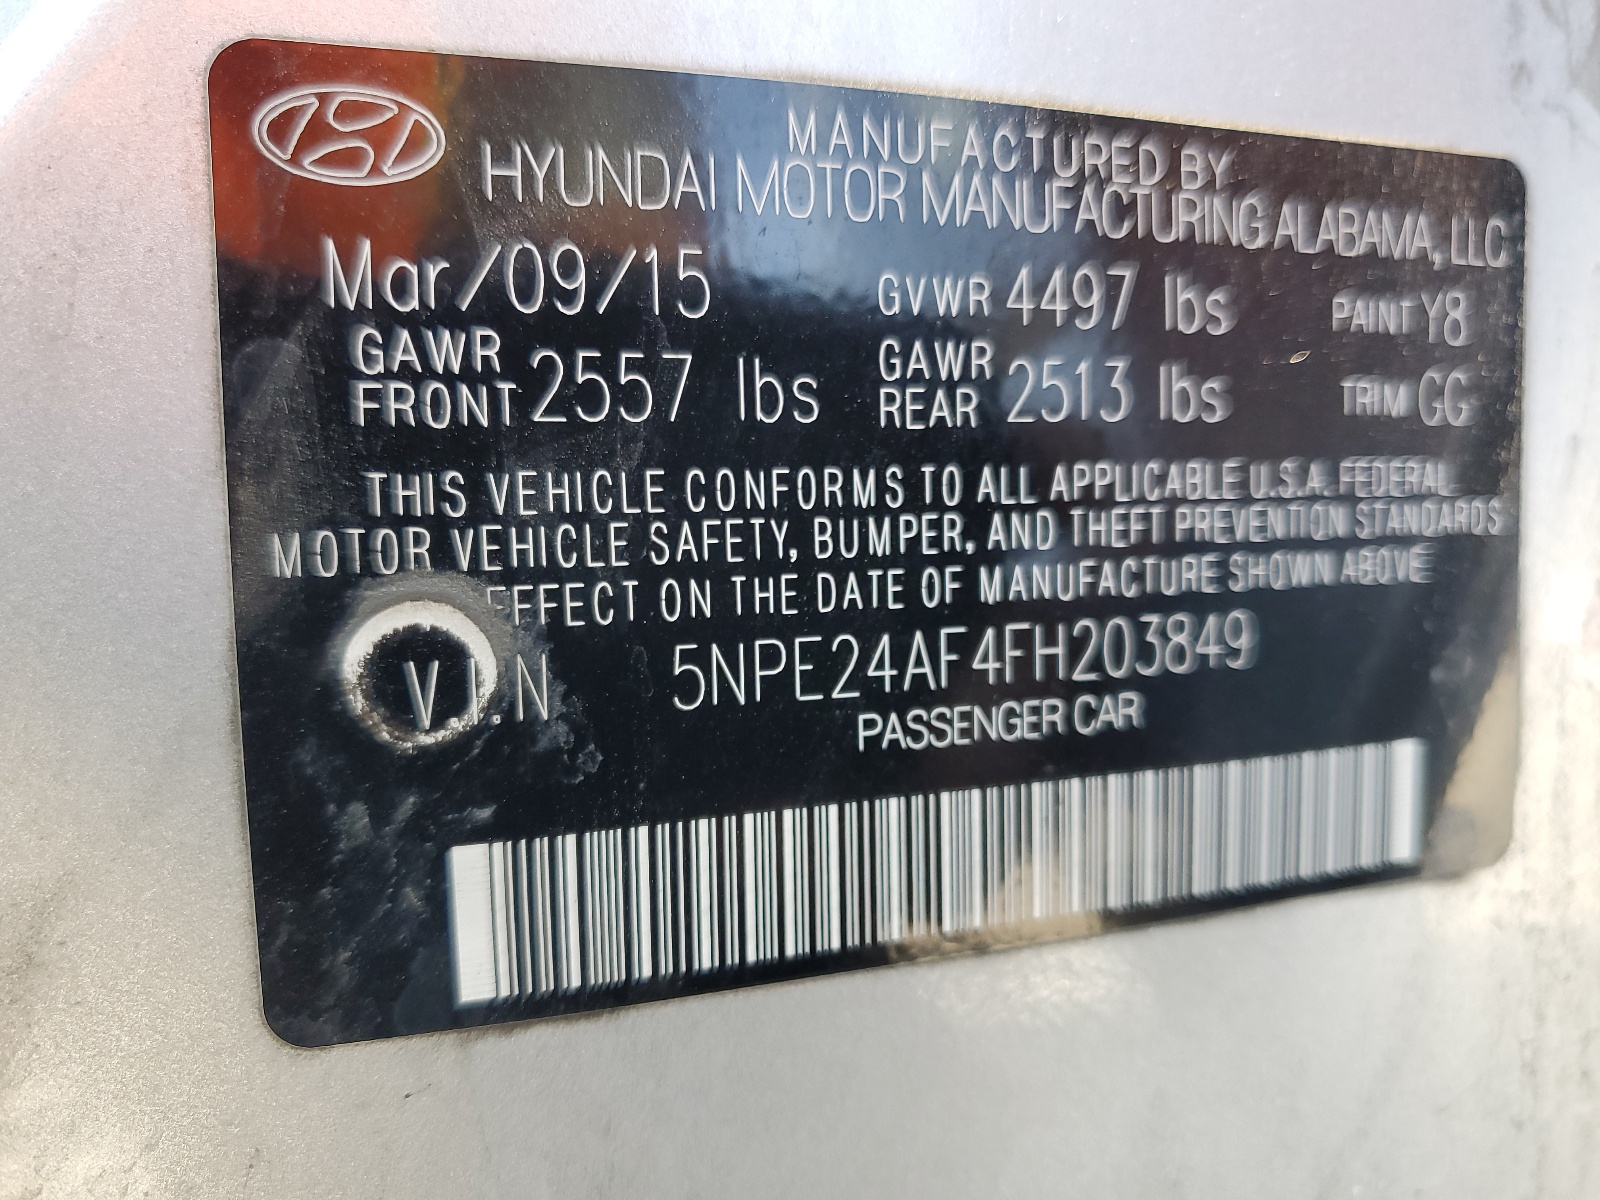 MANUFACTURED BY
HYUNDAI MOTOR MANUFACTURING ALABAMA, LLC
Mar/09/15 GVWR 4497 lbs PAINT Y8
GAWR FRONT 2557 lbs GAWR REAR 2513 lbs TRIM GG
THIS VEHICLE CONFORMS TO ALL APPLICABLE U.S.A. FEDERAL
MOTOR VEHICLE SAFETY, BUMPER, AND THEFT PREVENTION STANDARDS
EFFECT ON THE DATE OF MANUFACTURE SHOWN ABOVE
V.I.N 5NPE24AF4FH203849
PASSENGER CAR